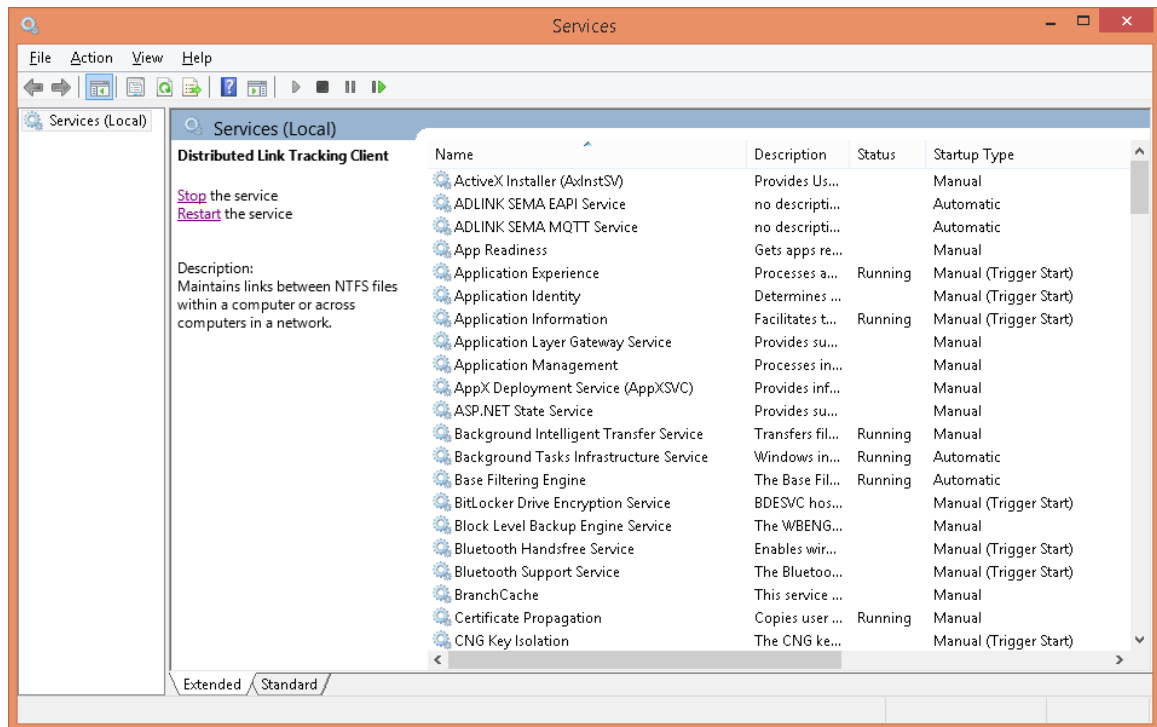 Services
File Action View Help
Services (Local)
Services (Local)
Distributed Link Tracking Client
Stop the service
Restart the service
Description:
Maintains links between NTFS files
within a computer or across
computers in a network.
Name Description Status Startup Type
ActiveX Installer (AxInstSV) Provides Us... Manual
ADLINK SEMA EAPI Service no descripti... Automatic
ADLINK SEMA MQTT Service no descripti... Automatic
App Readiness Gets apps re... Manual
Application Experience Processes a... Running Manual (Trigger Start)
Application Identity Determines ... Manual (Trigger Start)
Application Information Facilitates t... Running Manual (Trigger Start)
Application Layer Gateway Service Provides su... Manual
Application Management Processes in... Manual
AppX Deployment Service (AppXSVC) Provides inf... Manual
ASP.NET State Service Provides su... Manual
Background Intelligent Transfer Service Transfers fil... Running Manual
Background Tasks Infrastructure Service Windows in... Running Automatic
Base Filtering Engine The Base Fil... Running Automatic
BitLocker Drive Encryption Service BDESVC hos... Manual (Trigger Start)
Block Level Backup Engine Service The WBENG... Manual
Bluetooth Handsfree Service Enables wir... Manual (Trigger Start)
Bluetooth Support Service The Bluetoo... Manual (Trigger Start)
BranchCache This service ... Manual
Certificate Propagation Copies user ... Running Manual
CNG Key Isolation The CNG ke... Manual (Trigger Start)
Extended Standard